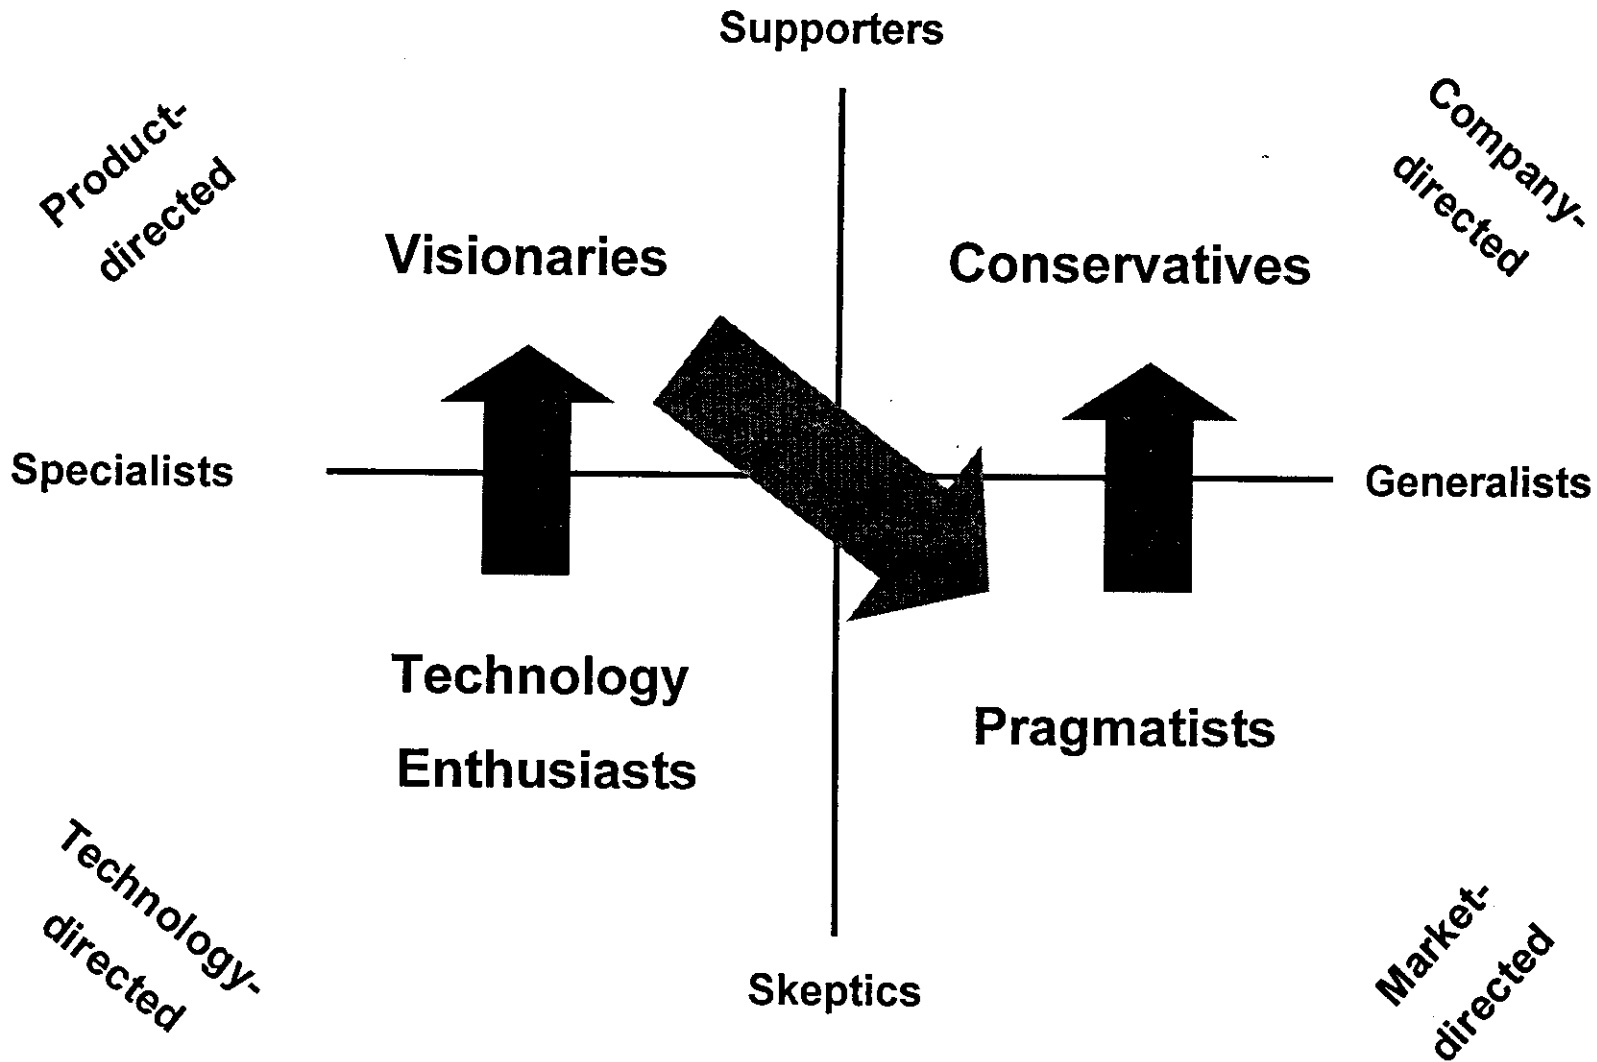 Supporters
Product-
directed
Company-
directed
Visionaries
Conservatives
Specialists
Generalists
Technology
Enthusiasts
Pragmatists
Technology-
directed
Skeptics
Market-
directed